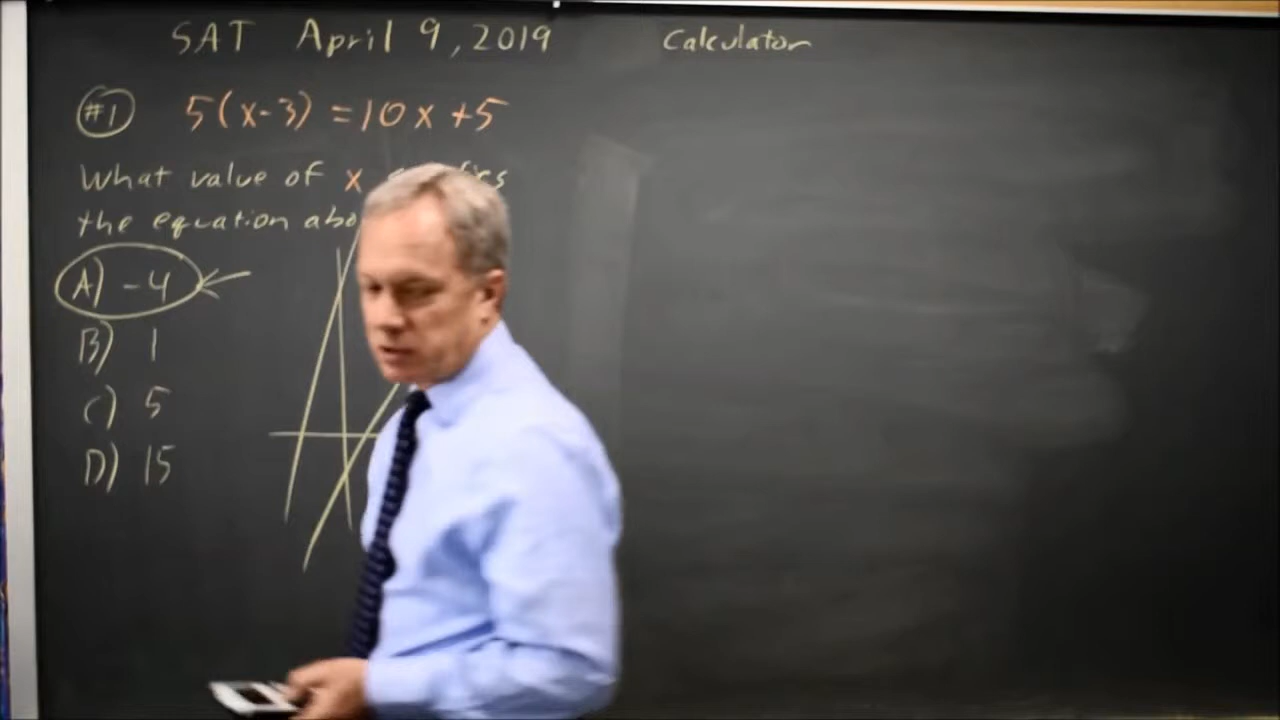 SAT April 9, 2019
Calculator
#1 5(x-3) = 10x +5
What value of x
the equation
A) -4
B) 1
C) 5
D) 15